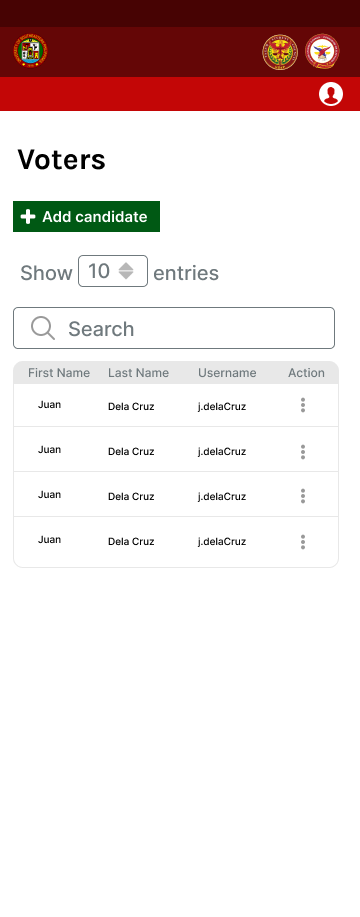 Voters
Add candidate
Show 10 entries
Search
First Name Last Name Username Action
Juan Dela Cruz j.delaCruz
Juan Dela Cruz j.delaCruz
Juan Dela Cruz j.delaCruz
Juan Dela Cruz j.delaCruz